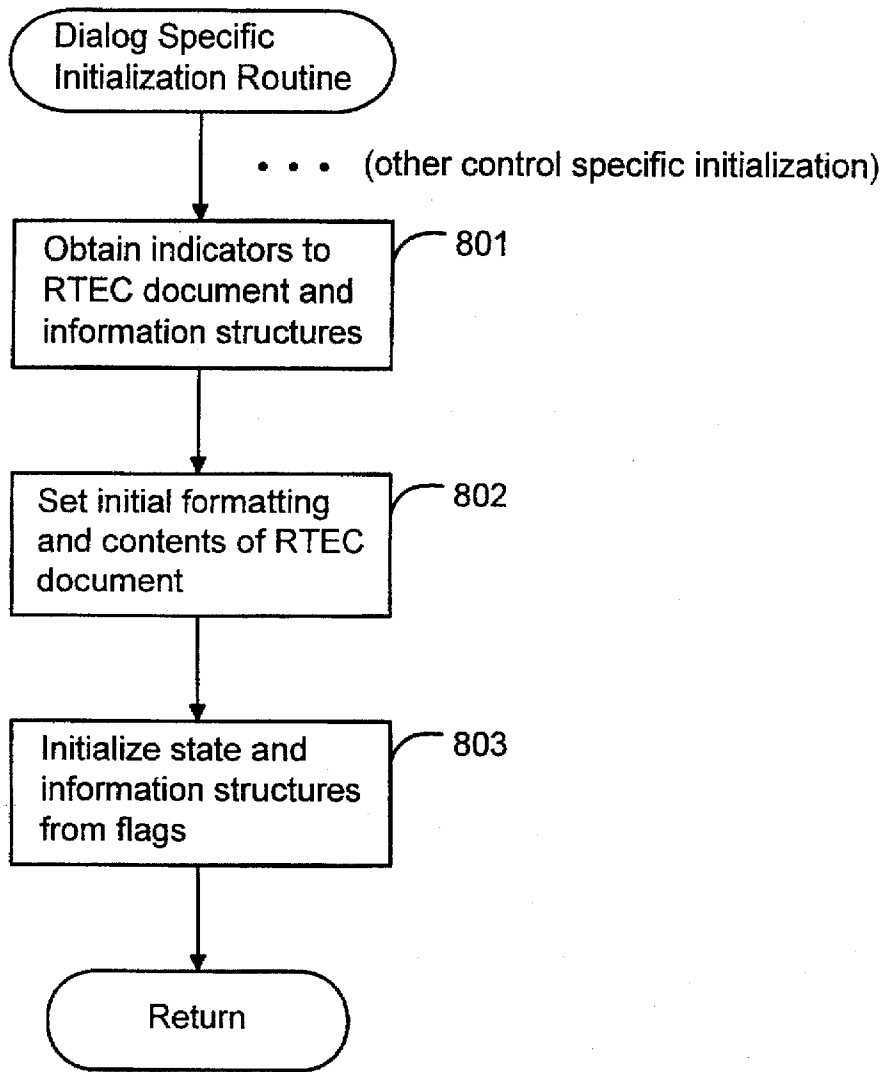 Dialog Specific
Initialization Routine
• • • (other control specific initialization)
Obtain indicators to
RTEC document and
information structures
801
Set initial formatting
and contents of RTEC
document
802
Initialize state and
information structures
from flags
803
Return